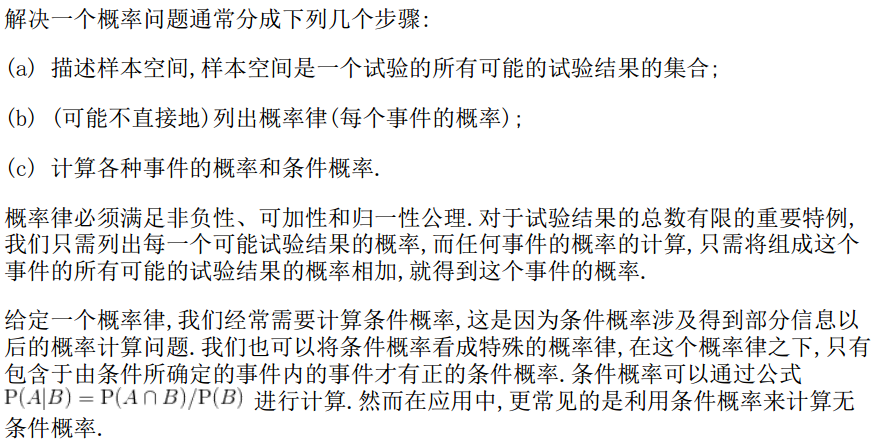 解决一个概率问题通常分成下列几个步骤:
(a) 描述样本空间,样本空间是一个试验的所有可能的试验结果的集合;
(b) (可能不直接地)列出概率律(每个事件的概率);
(c) 计算各种事件的概率和条件概率.
概率律必须满足非负性、可加性和归一性公理.对于试验结果的总数有限的重要特例,
我们只需列出每一个可能试验结果的概率,而任何事件的概率的计算,只需将组成这个
事件的所有可能的试验结果的概率相加,就得到这个事件的概率.
给定一个概率律,我们经常需要计算条件概率,这是因为条件概率涉及得到部分信息以
后的概率计算问题.我们也可以将条件概率看成特殊的概率律,在这个概率律之下,只有
包含于由条件所确定的事件内的事件才有正的条件概率.条件概率可以通过公式
P(A|B) = P(A ∩ B)/P(B) 进行计算.然而在应用中,更常见的是利用条件概率来计算无
条件概率.